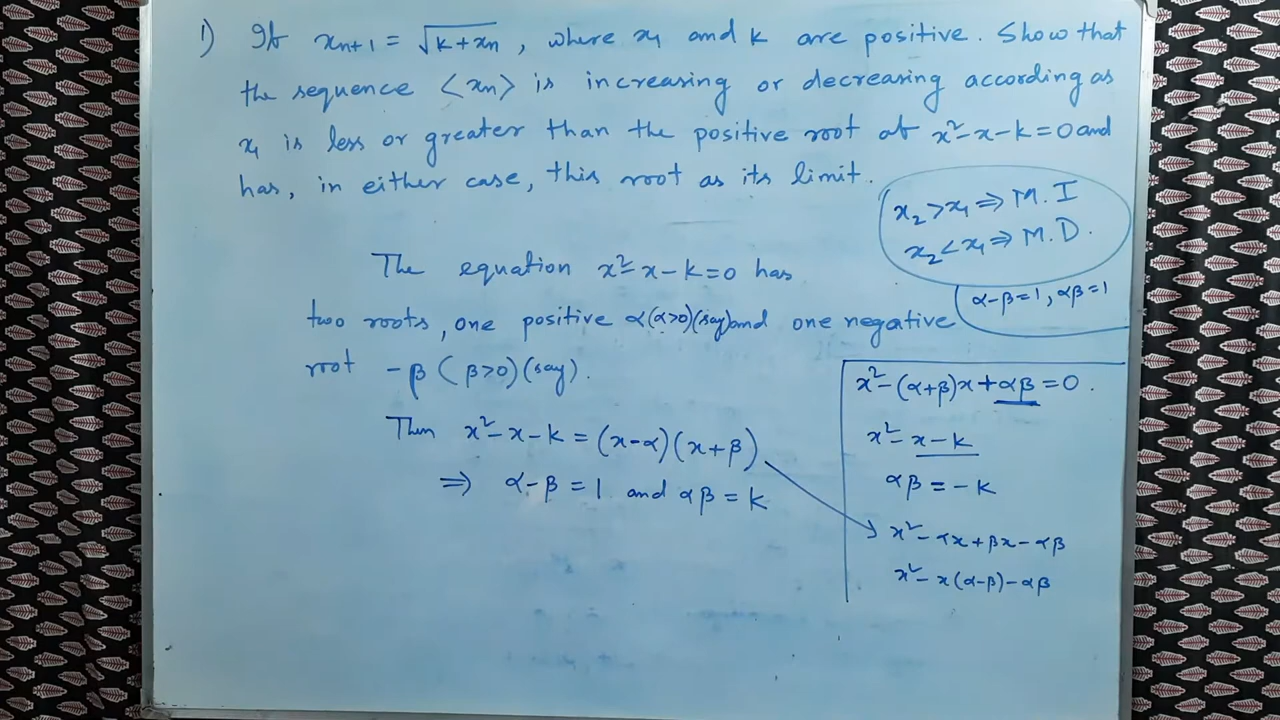 1) If xₙ₊₁ = √(k+xₙ), where x₁ and k are positive. Show that
the sequence <xₙ> is increasing or decreasing according as
x₁ is less or greater than the positive root of x²-x-k=0 and
has, in either case, this root as its limit.
x₂>x₁ ⇒ M.I
x₂<x₁ ⇒ M.D.
The equation x²-x-k=0 has
α-β=1, αβ=1
two roots, one positive α(α>0)(say) and one negative
root -β (β>0)(say).
x²-(α+β)x+αβ=0.
Then x²-x-k=(x-α)(x+β)
x²-x-k
⇒ α-β=1 and αβ=k
αβ=-k
x²-αx+βx-αβ
x²-x(α-β)-αβ